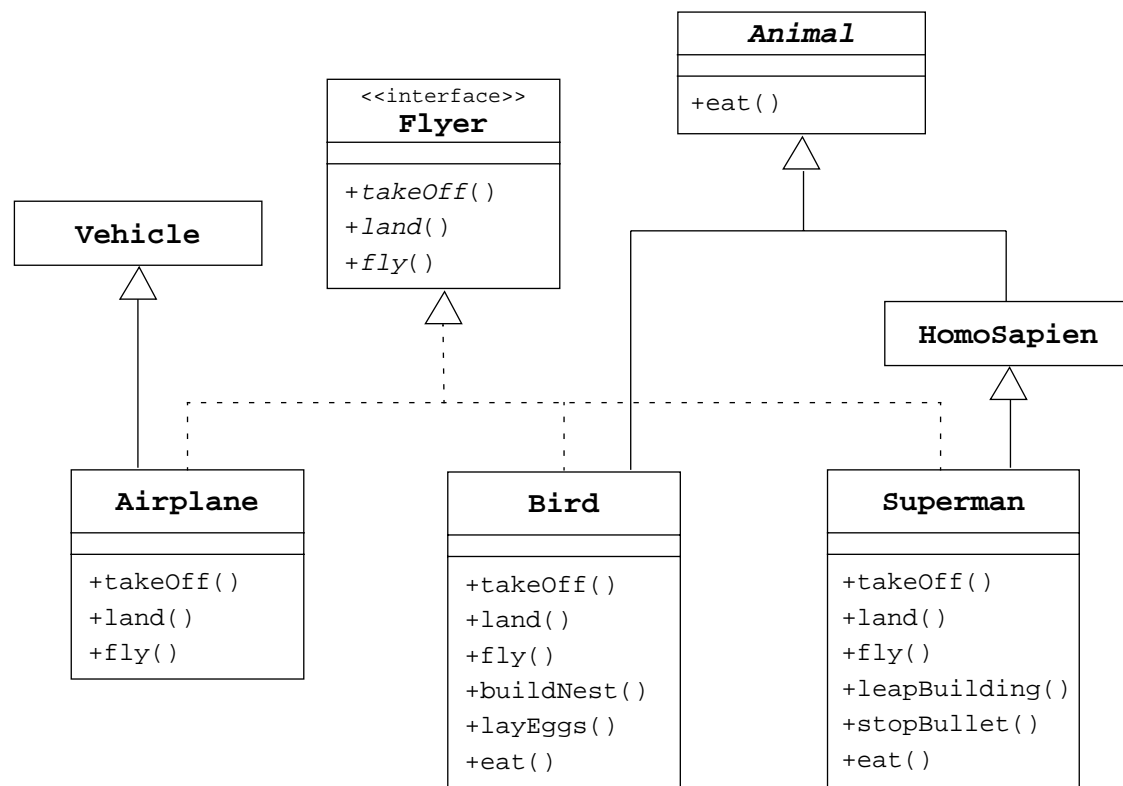 Animal
+eat()
<<interface>>
Flyer
+takeOff()
+land()
+fly()
Vehicle
HomoSapien
Airplane
+takeOff()
+land()
+fly()
Bird
+takeOff()
+land()
+fly()
+buildNest()
+layEggs()
+eat()
Superman
+takeOff()
+land()
+fly()
+leapBuilding()
+stopBullet()
+eat()